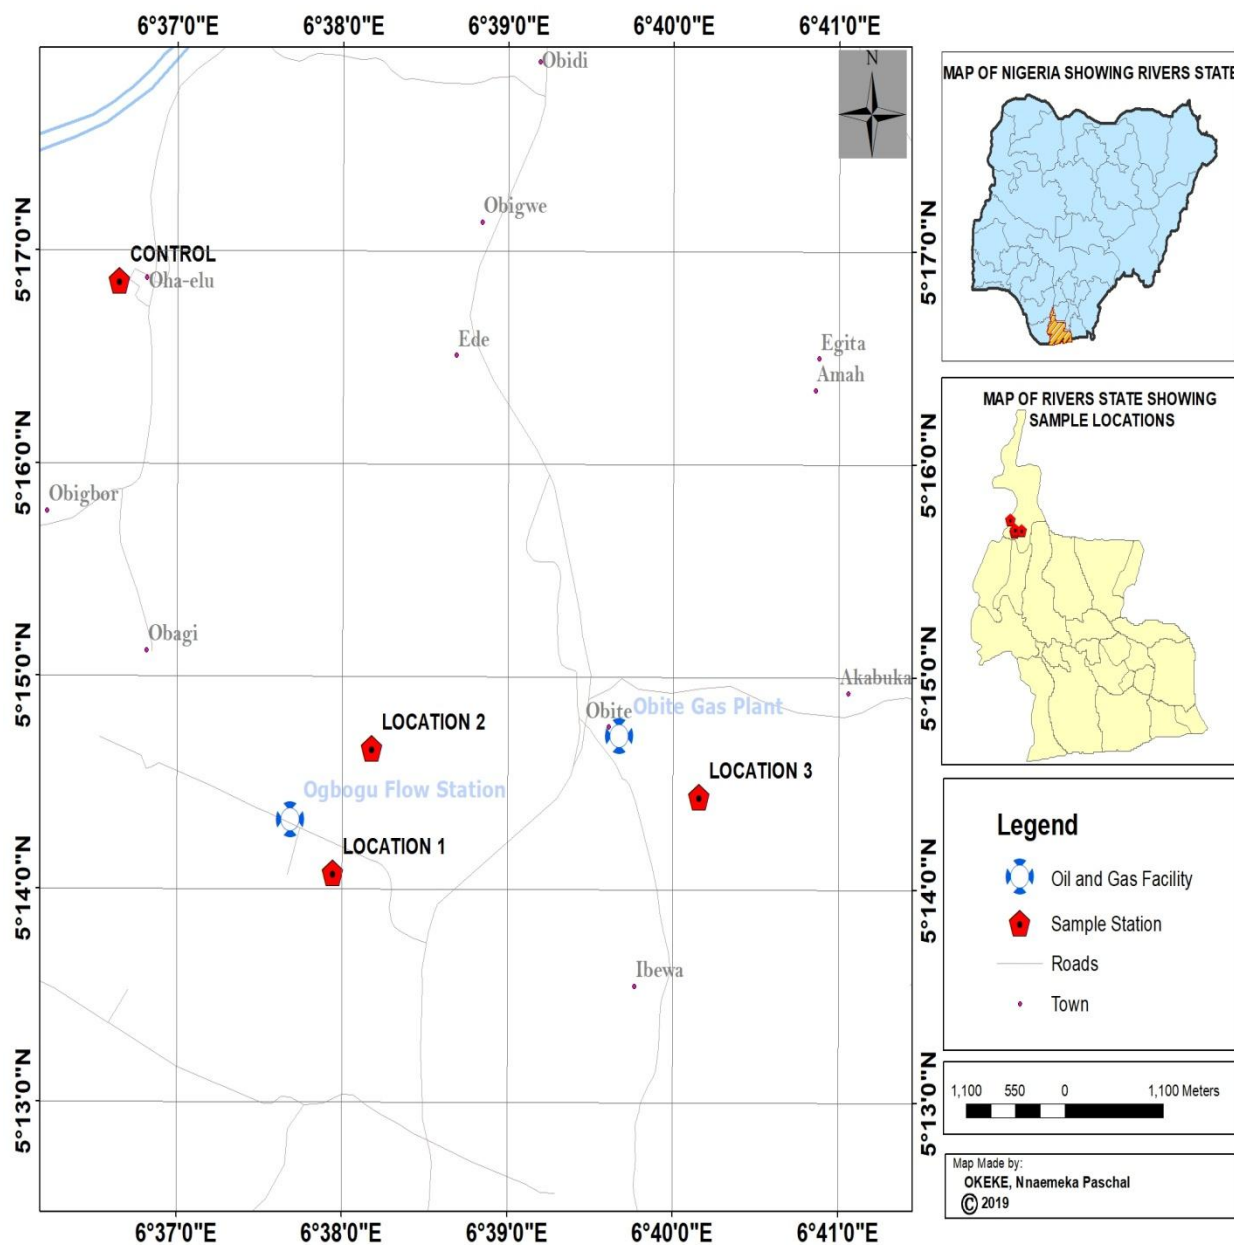 6°37'0"E 6°38'0"E 6°39'0"E 6°40'0"E 6°41'0"E
N
Obidi
Obigwe
5°17'0"N
5°17'0"N
CONTROL
Oha-elu
Ede
Egita
Amah
5°16'0"N
5°16'0"N
Obigbor
Obagi
5°15'0"N
5°15'0"N
Akabuka
Obite
Obite Gas Plant
LOCATION 2
LOCATION 3
Ogbogu Flow Station
LOCATION 1
5°14'0"N
5°14'0"N
Ibewa
5°13'0"N
5°13'0"N
6°37'0"E 6°38'0"E 6°39'0"E 6°40'0"E 6°41'0"E
MAP OF NIGERIA SHOWING RIVERS STATE
MAP OF RIVERS STATE SHOWING
SAMPLE LOCATIONS
Legend
Oil and Gas Facility
Sample Station
Roads
Town
1,100 550 0 1,100 Meters
Map Made by:
OKEKE, Nnaemeka Paschal
© 2019